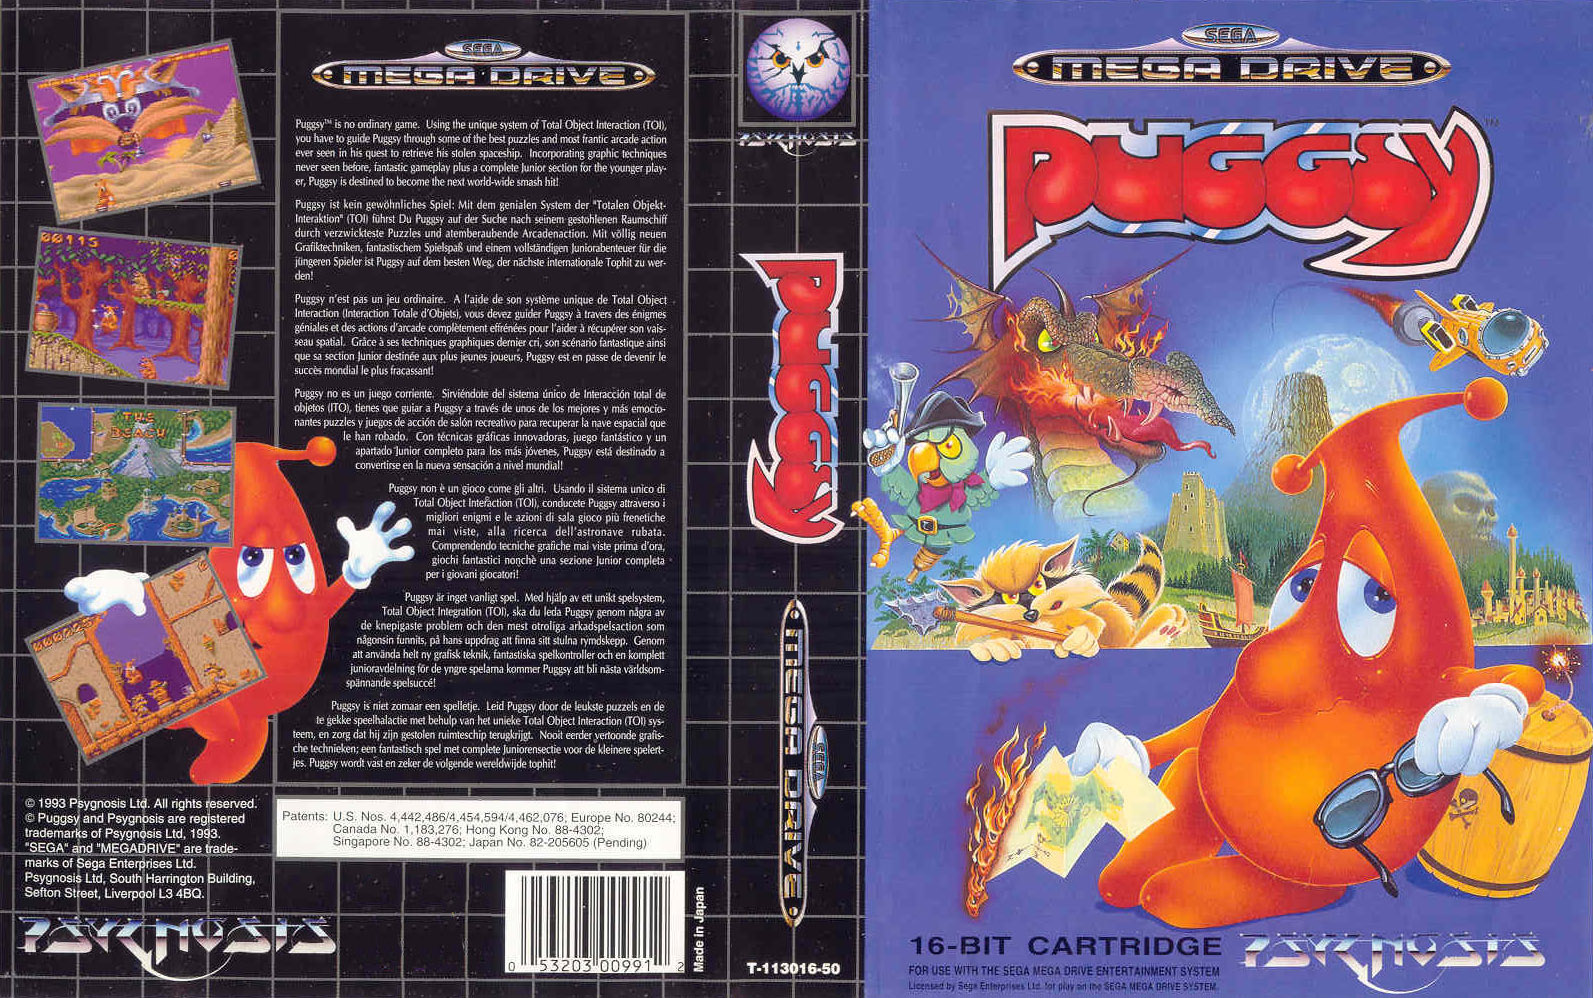 SEGA
MEGA DRIVE
Puggsy™ is no ordinary game. Using the unique system of Total Object Interaction (TOI),
you have to guide Puggsy through some of the best puzzles and most frantic arcade action
ever seen in his quest to retrieve his stolen spaceship. Incorporating graphic techniques
never seen before, fantastic gameplay plus a complete Junior section for the younger play-
er, Puggsy is destined to become the next world-wide smash hit!
Puggsy ist kein gewöhnliches Spiel: Mit dem genialen System der "Totalen Objekt-
Interaktion" (TOI) führst Du Puggsy auf der Suche nach seinem gestohlenen Raumschiff
durch verzwickteste Puzzles und atemberaubende Arcadenaction. Mit völlig neuen
Grafiktechniken, fantastischem Spielspaß und einem vollständigen Juniorabenteuer für die
jüngeren Spieler ist Puggsy auf dem besten Weg, der nächste internationale Tophit zu wer-
den!
Puggsy n'est pas un jeu ordinaire. A l'aide de son système unique de Total Object
Interaction (Interaction Totale d'Objets), vous devez guider Puggsy à travers des énigmes
géniales et des actions d'arcade complètement effrénées pour l'aider à récupérer son vais-
seau spatial. Grâce à ses techniques graphiques dernier cri, son scénario fantastique ainsi
que sa section Junior destinée aux plus jeunes joueurs, Puggsy est en passe de devenir le
succès mondial le plus fracassant!
Puggsy no es un juego corriente. Sirviéndote del sistema único de Interacción total de
objetos (ITO), tienes que guiar a Puggsy a través de unos de los mejores y más emocio-
nantes puzzles y juegos de acción de salón recreativo para recuperar la nave espacial que
le han robado. Con técnicas gráficas innovadoras, juego fantástico y un
apartado Junior completo para los más jóvenes, Puggsy está destinado a
convertirse en la nueva sensación a nivel mundial!
Puggsy non è un gioco come gli altri. Usando il sistema unico di
Total Object Interaction (TOI), conducete Puggsy attraverso i
migliori enigmi e le azioni di sala gioco più frenetiche
mai viste, alla ricerca dell'astronave rubata.
Comprendendo tecniche grafiche mai viste prima d'ora,
giochi fantastici nonchè una sezione Junior completa
per i giovani giocatori!
Puggsy är inget vanligt spel. Med hjälp av ett unikt spelsystem,
Total Object Integration (TOI), ska du leda Puggsy genom några av
de knepigaste problem och den mest otroliga arkadspelsaction som
någonsin funnits, på hans uppdrag att finna sitt stulna rymdskepp. Genom
att använda helt ny grafisk teknik, fantastiska spelkontroller och en komplett
junioravdelning för de yngre spelarna kommer Puggsy att bli nästa världsom-
spännande spelsuccé!
Puggsy is niet zomaar een spelletje. Leid Puggsy door de leukste puzzels en de
te gekke speelhalactie met behulp van het unieke Total Object Interaction (TOI) sys-
teem, en zorg dat hij zijn gestolen ruimteschip terugkrijgt. Nooit eerder vertoonde grafis-
che technieken; een fantastisch spel met complete Juniorensectie voor de kleinere spelert-
jes. Puggsy wordt vast en zeker de volgende wereldwijde tophit!
00115
THE
BEACH
© 1993 Psygnosis Ltd. All rights reserved.
© Puggsy and Psygnosis are registered
trademarks of Psygnosis Ltd, 1993.
"SEGA" and "MEGADRIVE" are trade-
marks of Sega Enterprises Ltd.
Psygnosis Ltd, South Harrington Building,
Sefton Street, Liverpool L3 4BQ.
PSYGNOSIS
Patents: U.S. Nos. 4,442,486/4,454,594/4,462,076; Europe No. 80244;
Canada No. 1,183,276; Hong Kong No. 88-4302;
Singapore No. 88-4302; Japan No. 82-205605 (Pending)
0 53203 00991 2
Made in Japan
PSYGNOSIS
PUGGSY
MEGA DRIVE
SEGA
T-113016-50
SEGA
MEGA DRIVE
PUGGSY
TM
16-BIT CARTRIDGE
FOR USE WITH THE SEGA MEGA DRIVE ENTERTAINMENT SYSTEM
Licensed by Sega Enterprises Ltd. for play on the SEGA MEGA DRIVE SYSTEM.
PSYGNOSIS